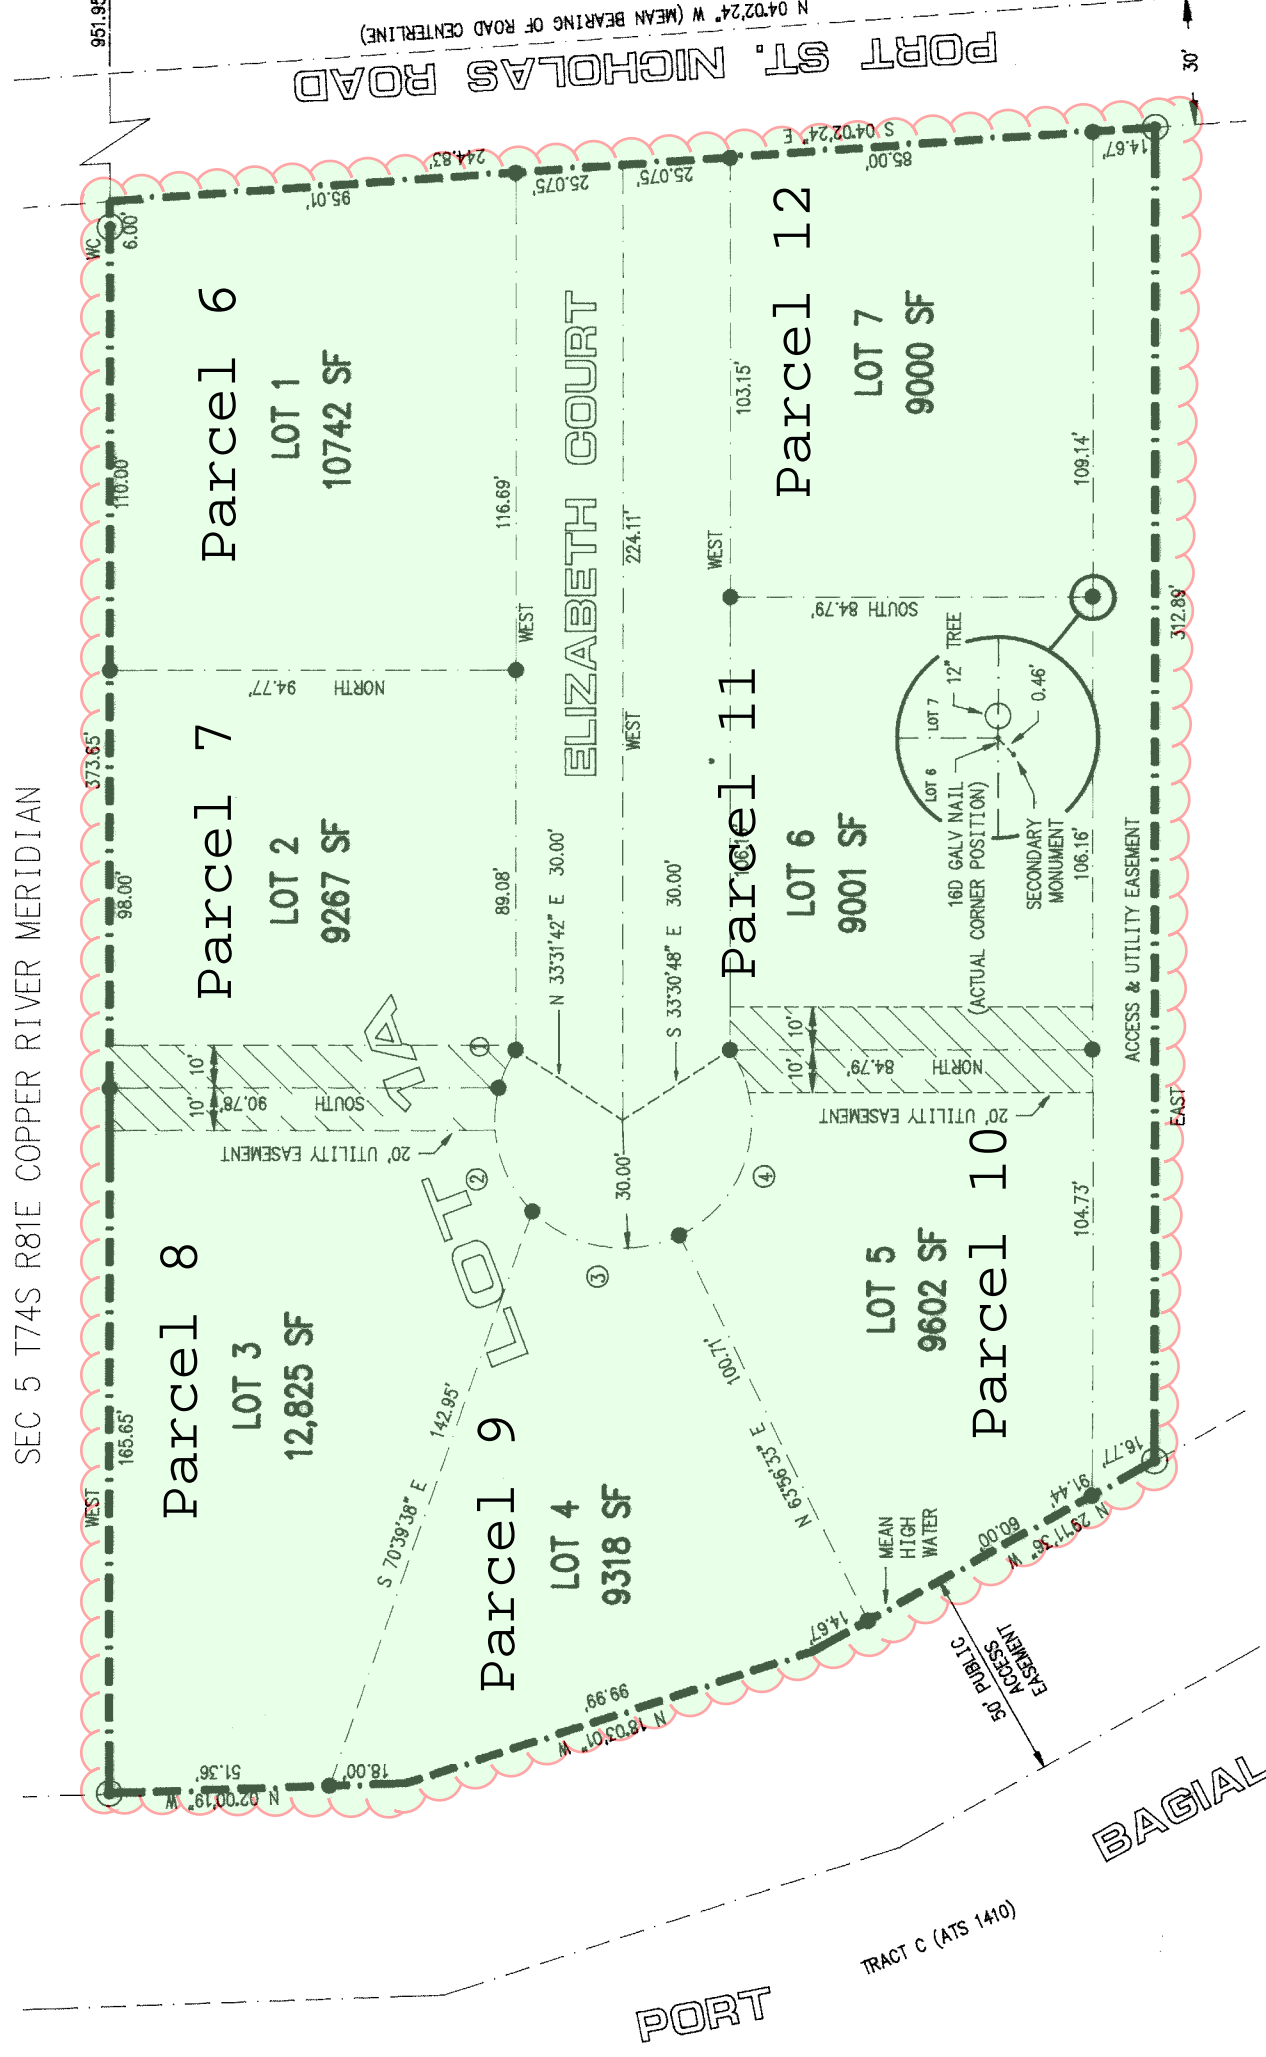 SEC 5 T74S R81E COPPER RIVER MERIDIAN
951.95
N 04°02'24" W (MEAN BEARING OF ROAD CENTERLINE)
PORT ST. NICHOLAS ROAD
30'
WC
6.00'
95.01'
244.83'
25.075'
25.075'
S 04°02'24" E
85.00'
14.67'
110.00'
373.65'
98.00'
WEST
165.65'
Parcel 6
LOT 1
10742 SF
NORTH 94.77'
116.69'
WEST
ELIZABETH COURT
224.11'
WEST
Parcel 7
LOT 2
9267 SF
89.08'
N 33°31'42" E 30.00'
S 33°30'48" E 30.00'
10'
10'
SOUTH 90.78'
20' UTILITY EASEMENT
LOT 7A
1
2
3
4
30.00'
Parcel 8
LOT 3
12,825 SF
142.95'
S 70°39'38" E
Parcel 9
LOT 4
9318 SF
100.71'
N 63°56'33" E
Parcel 10
LOT 5
9602 SF
104.73'
Parcel 11
LOT 6
9001 SF
106.16'
106.16'
10'
10'
NORTH 84.79'
20' UTILITY EASEMENT
Parcel 12
LOT 7
9000 SF
103.15'
WEST
109.14'
SOUTH 84.79'
LOT 6
LOT 7
12" TREE
0.46'
16D GALV NAIL
(ACTUAL CORNER POSITION)
SECONDARY
MONUMENT
ACCESS & UTILITY EASEMENT
312.89'
EAST
51.36'
N 02°00'19" W
18.00'
99.99'
N 18°03'01" W
14.67'
MEAN
HIGH
WATER
60.00'
91.44'
N 29°11'36" W
16.77'
50' PUBLIC
ACCESS
EASEMENT
TRACT C (ATS 1410)
PORT BAGIAL